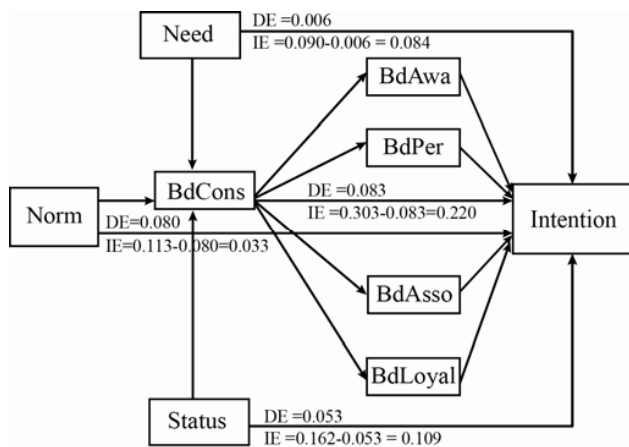 DE =0.006
Need
IE =0.090-0.006 = 0.084
BdAwa
BdPer
BdCons
DE =0.083
Norm
DE=0.080
IE =0.303-0.083=0.220
Intention
IE=0.113-0.080=0.033
BdAsso
BdLoyal
Status
DE =0.053
IE =0.162-0.053 = 0.109